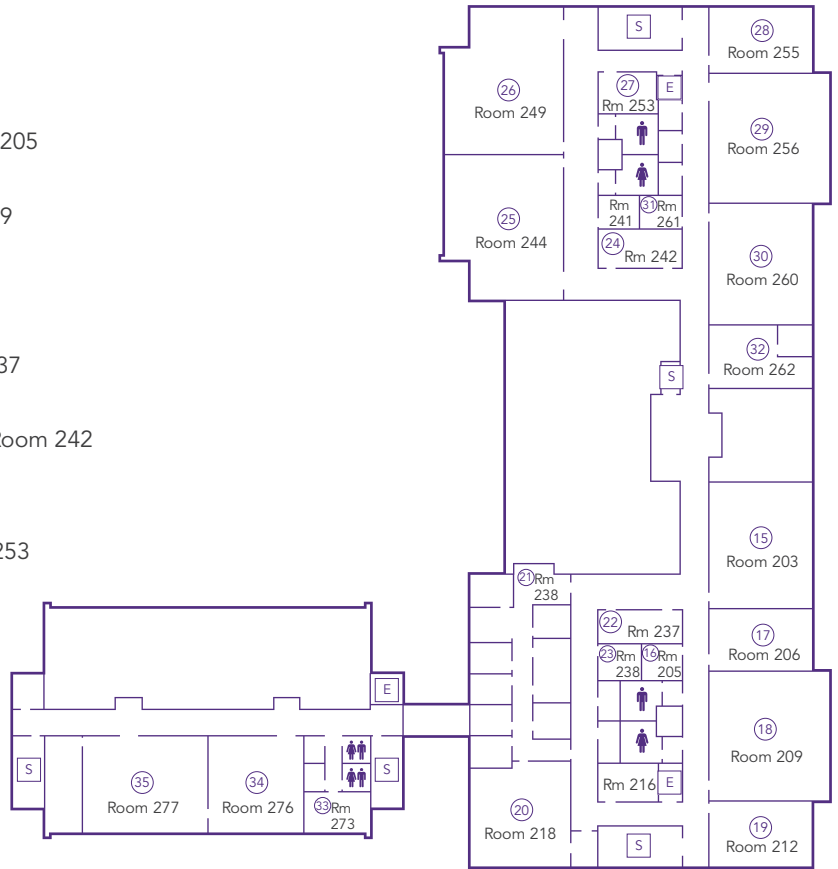 205
9
37
Room 242
253
S
28
Room 255
27
Rm 253
E
26
Room 249
29
Room 256
Rm
241
31 Rm
261
25
Room 244
24
Rm 242
30
Room 260
32
Room 262
S
15
Room 203
21 Rm
238
22
Rm 237
17
Room 206
23 Rm
238
16 Rm
205
E
18
Room 209
S
35
Room 277
34
Room 276
S
33 Rm
273
Rm 216
E
20
Room 218
S
19
Room 212